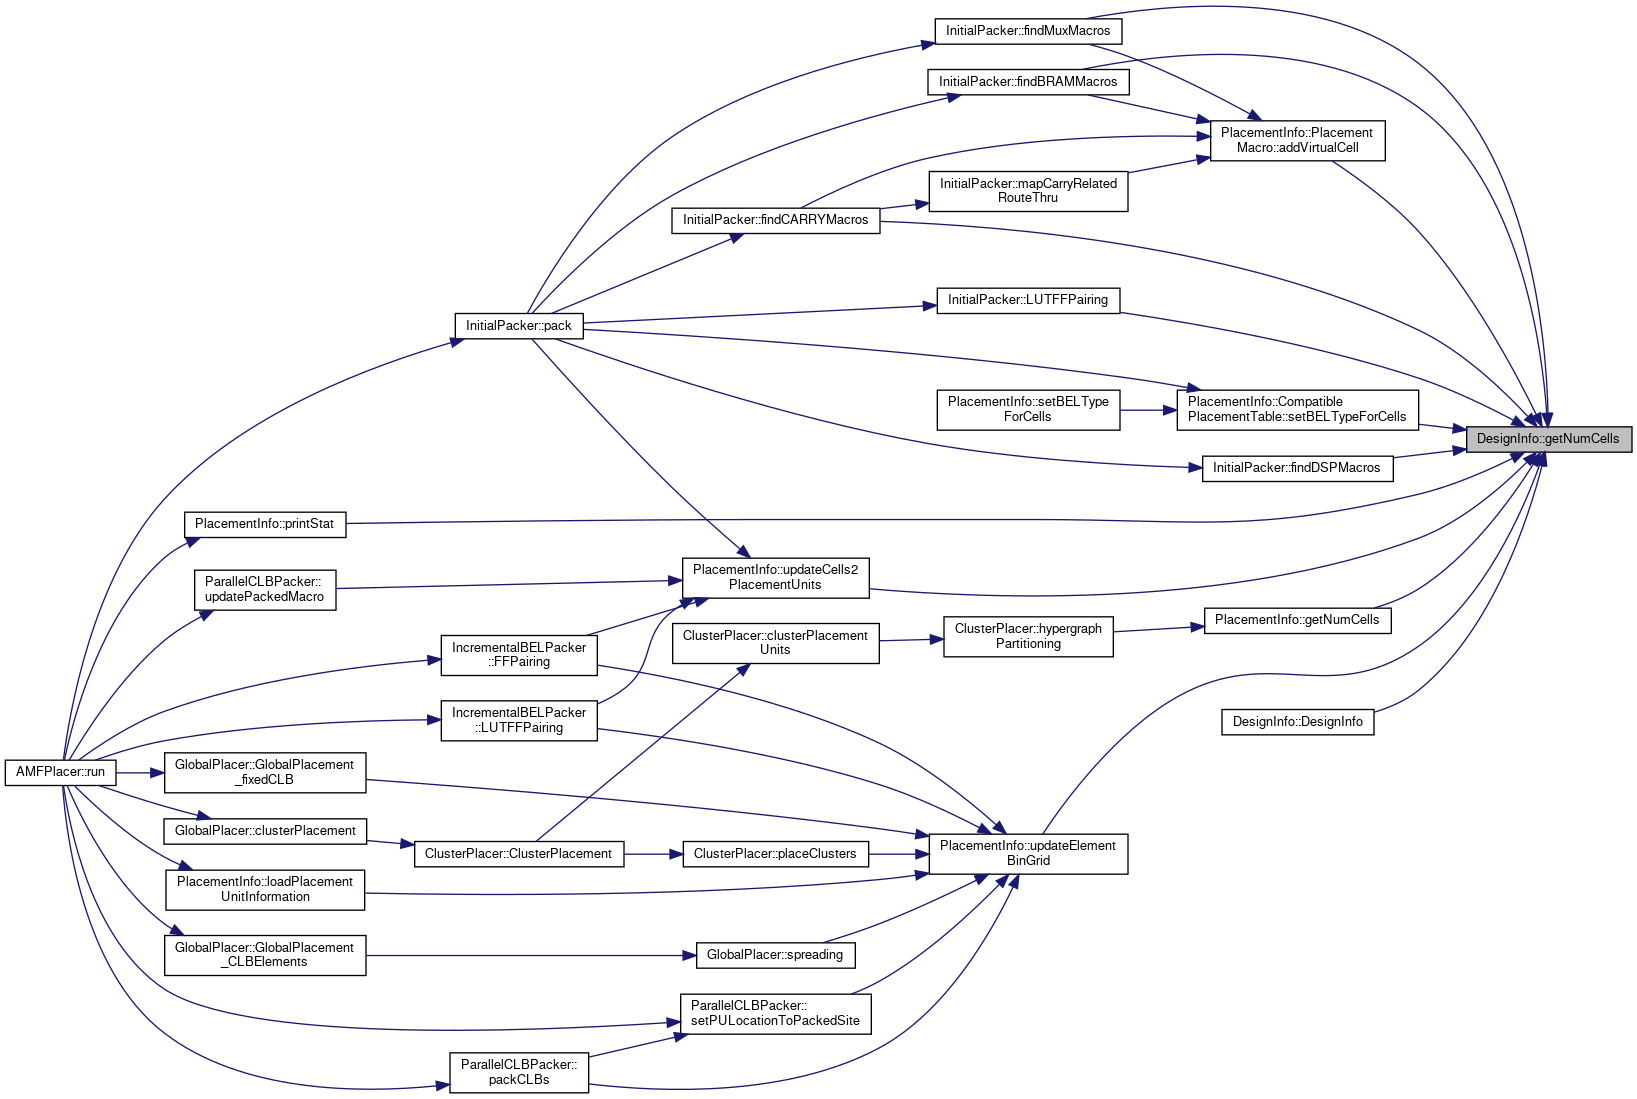 InitialPacker::findMuxMacros
InitialPacker::findBRAMMacros
PlacementInfo::Placement
Macro::addVirtualCell
InitialPacker::mapCarryRelated
RouteThru
InitialPacker::findCARRYMacros
InitialPacker::LUTFFPairing
InitialPacker::pack
PlacementInfo::setBELType
ForCells
PlacementInfo::Compatible
PlacementTable::setBELTypeForCells
DesignInfo::getNumCells
InitialPacker::findDSPMacros
PlacementInfo::printStat
PlacementInfo::updateCells2
PlacementUnits
ParallelCLBPacker::
updatePackedMacro
ClusterPlacer::clusterPlacement
Units
ClusterPlacer::hypergraph
Partitioning
PlacementInfo::getNumCells
IncrementalBELPacker
::FFPairing
IncrementalBELPacker
::LUTFFPairing
DesignInfo::DesignInfo
AMFPlacer::run
GlobalPlacer::GlobalPlacement
_fixedCLB
GlobalPlacer::clusterPlacement
ClusterPlacer::ClusterPlacement
ClusterPlacer::placeClusters
PlacementInfo::updateElement
BinGrid
PlacementInfo::loadPlacement
UnitInformation
GlobalPlacer::GlobalPlacement
_CLBElements
GlobalPlacer::spreading
ParallelCLBPacker::
setPULocationToPackedSite
ParallelCLBPacker::
packCLBs